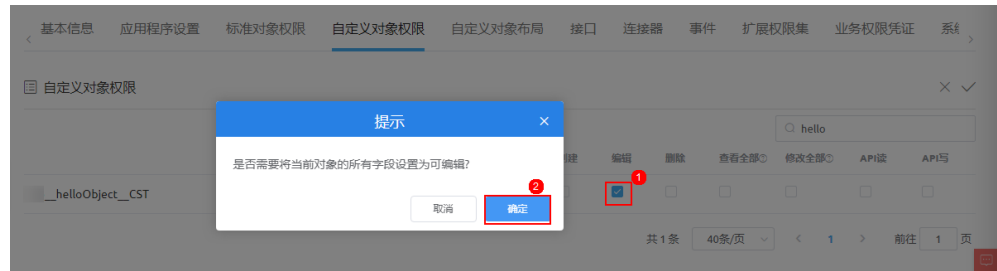 基本信息 应用程序设置 标准对象权限 自定义对象权限 自定义对象布局 接口 连接器 事件 扩展权限集 业务权限凭证
自定义对象权限
提示
hello
是否需要将当前对象的所有字段设置为可编辑?
编辑 删除 查看全部 修改全部 API读 API写
1
__helloObject__CST
2
取消 确定
共1条 40条/页 1 前往 1 页